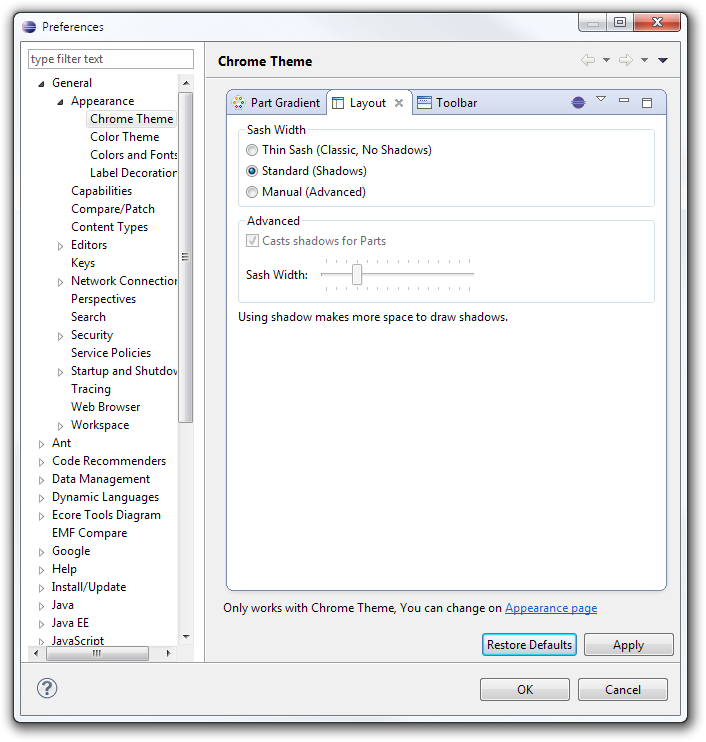 Preferences
type filter text
General
Appearance
Chrome Theme
Color Theme
Colors and Fonts
Label Decoration
Capabilities
Compare/Patch
Content Types
Editors
Keys
Network Connection
Perspectives
Search
Security
Service Policies
Startup and Shutdow
Tracing
Web Browser
Workspace
Ant
Code Recommenders
Data Management
Dynamic Languages
Ecore Tools Diagram
EMF Compare
Google
Help
Install/Update
Java
Java EE
JavaScript
Chrome Theme
Part Gradient
Layout
Toolbar
Sash Width
Thin Sash (Classic, No Shadows)
Standard (Shadows)
Manual (Advanced)
Advanced
Casts shadows for Parts
Sash Width:
Using shadow makes more space to draw shadows.
Only works with Chrome Theme, You can change on Appearance page
Restore Defaults
Apply
?
OK
Cancel